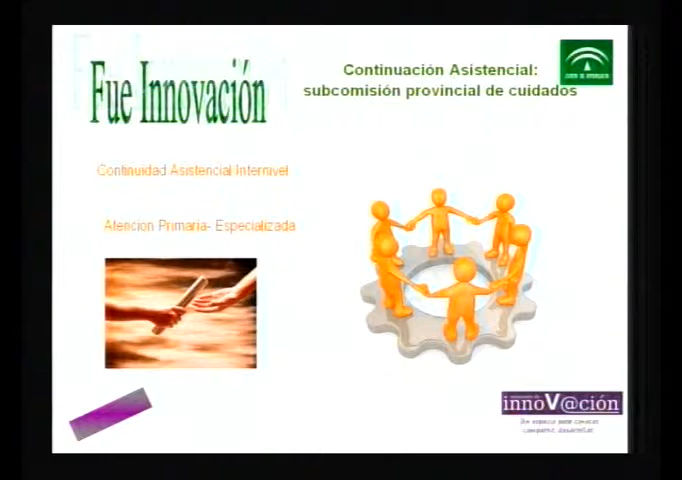 Fue Innovación
Continuación Asistencial:
subcomisión provincial de cuidados
Continuidad Asistencial Internivel
Atencion Primaria- Especializada
innoV@ción